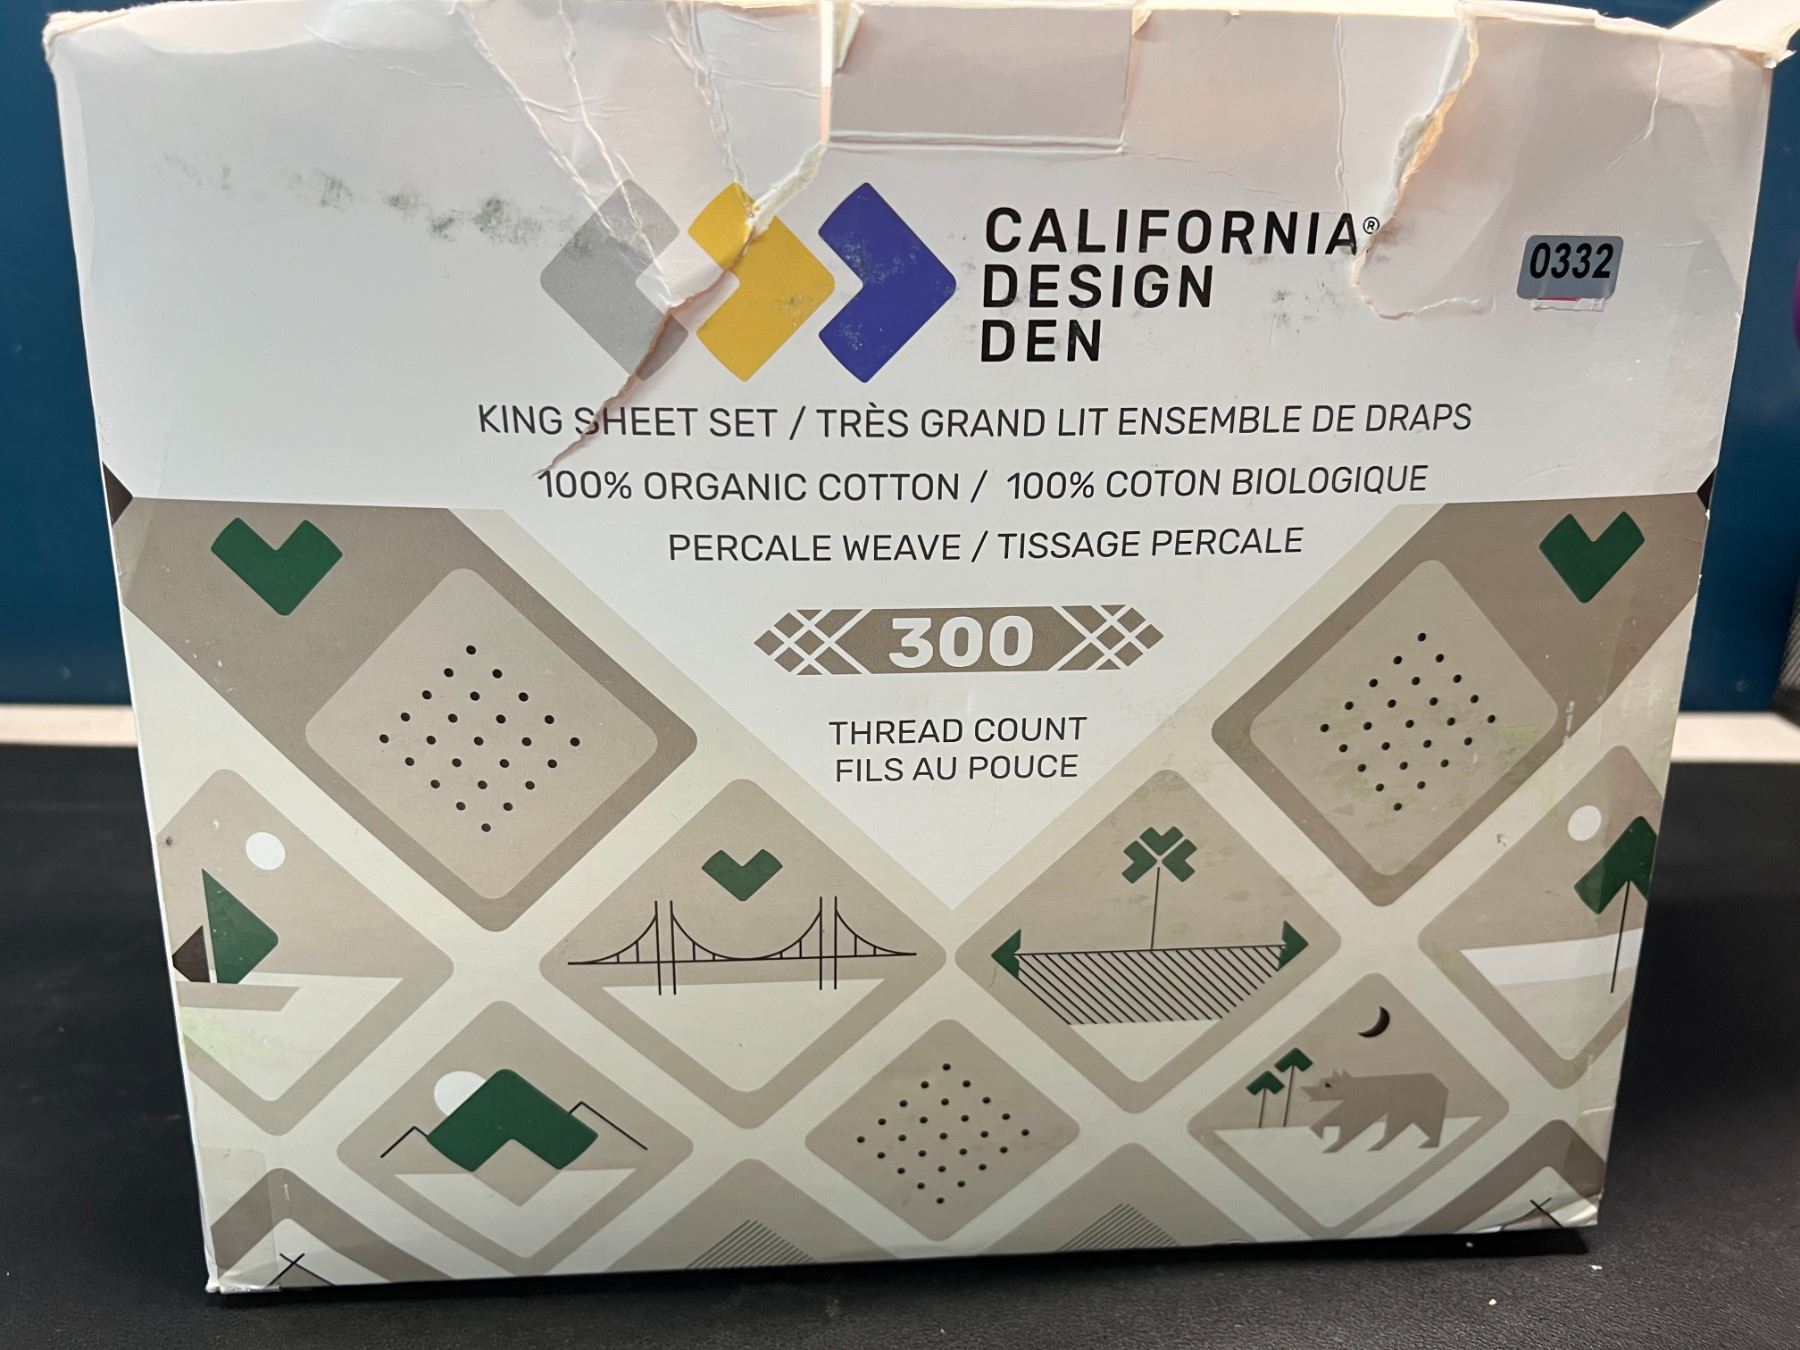 CALIFORNIA®
DESIGN
DEN
0332
KING SHEET SET / TRÈS GRAND LIT ENSEMBLE DE DRAPS
100% ORGANIC COTTON / 100% COTON BIOLOGIQUE
PERCALE WEAVE / TISSAGE PERCALE
300
THREAD COUNT
FILS AU POUCE